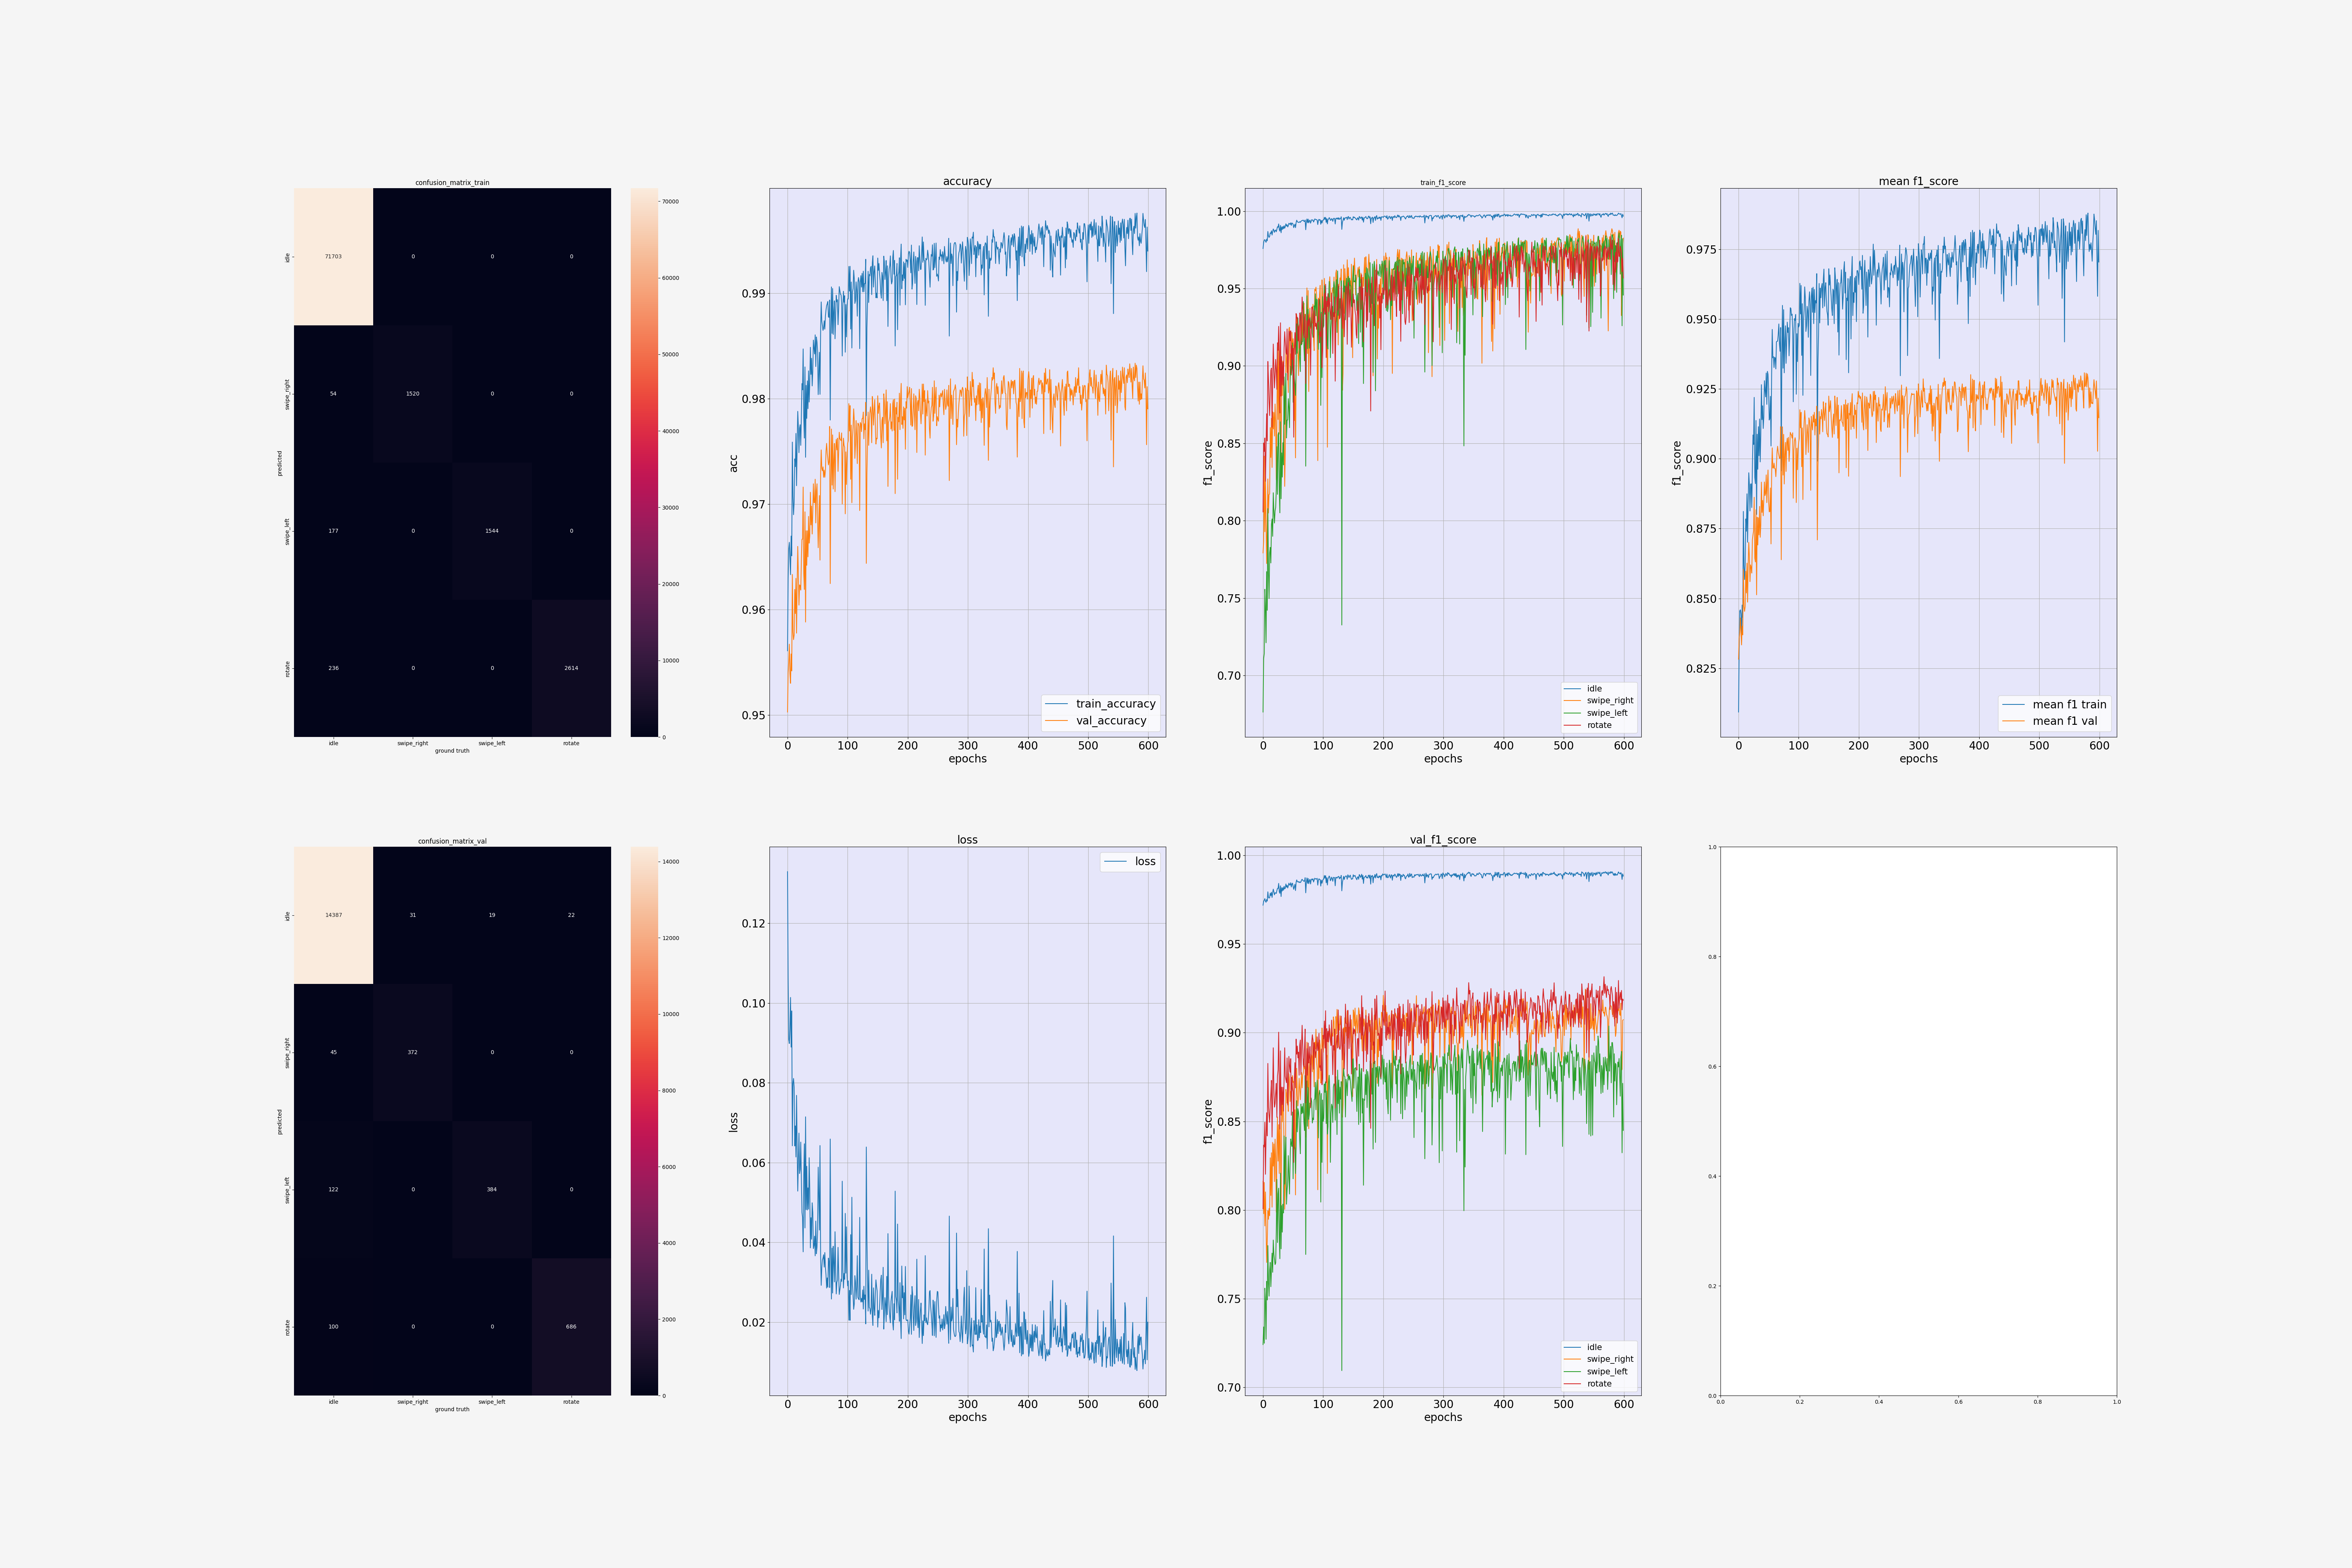 confusion_matrix_train
idle
swipe_right
swipe_left
rotate
predicted
71703 0 0 0
54 1520 0 0
177 0 1544 0
236 0 0 2614
idle swipe_right swipe_left rotate
ground truth
70000
60000
50000
40000
30000
20000
10000
0
accuracy
acc
0.99
0.98
0.97
0.96
0.95
train_accuracy
val_accuracy
0 100 200 300 400 500 600
epochs
train_f1_score
f1_score
1.00
0.95
0.90
0.85
0.80
0.75
0.70
idle
swipe_right
swipe_left
rotate
0 100 200 300 400 500 600
epochs
mean f1_score
f1_score
0.975
0.950
0.925
0.900
0.875
0.850
0.825
mean f1 train
mean f1 val
0 100 200 300 400 500 600
epochs
confusion_matrix_val
idle
swipe_right
swipe_left
rotate
predicted
14387 31 19 22
45 372 0 0
122 0 384 0
100 0 0 686
idle swipe_right swipe_left rotate
ground truth
14000
12000
10000
8000
6000
4000
2000
0
loss
loss
loss
0.12
0.10
0.08
0.06
0.04
0.02
0 100 200 300 400 500 600
epochs
val_f1_score
f1_score
1.00
0.95
0.90
0.85
0.80
0.75
0.70
idle
swipe_right
swipe_left
rotate
0 100 200 300 400 500 600
epochs
1.0
0.8
0.6
0.4
0.2
0.0
0.0 0.2 0.4 0.6 0.8 1.0